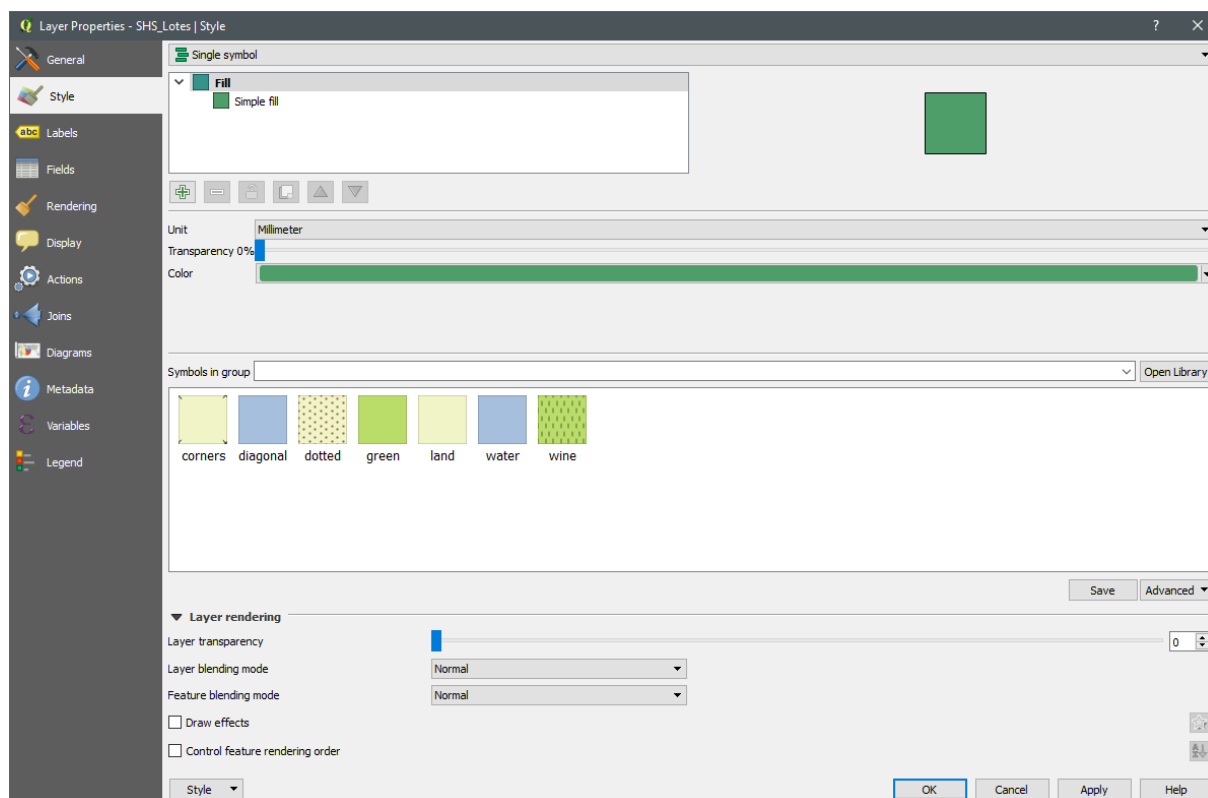 Layer Properties - SHS_Lotes | Style
General
Style
abc Labels
Fields
Rendering
Display
Actions
Joins
Diagrams
Metadata
Variables
Legend
Single symbol
Fill
Simple fill
Unit Millimeter
Transparency 0%
Color
Symbols in group Open Library
corners diagonal dotted green land water wine
Save Advanced
Layer rendering
Layer transparency 0
Layer blending mode Normal
Feature blending mode Normal
Draw effects
Control feature rendering order
Style OK Cancel Apply Help